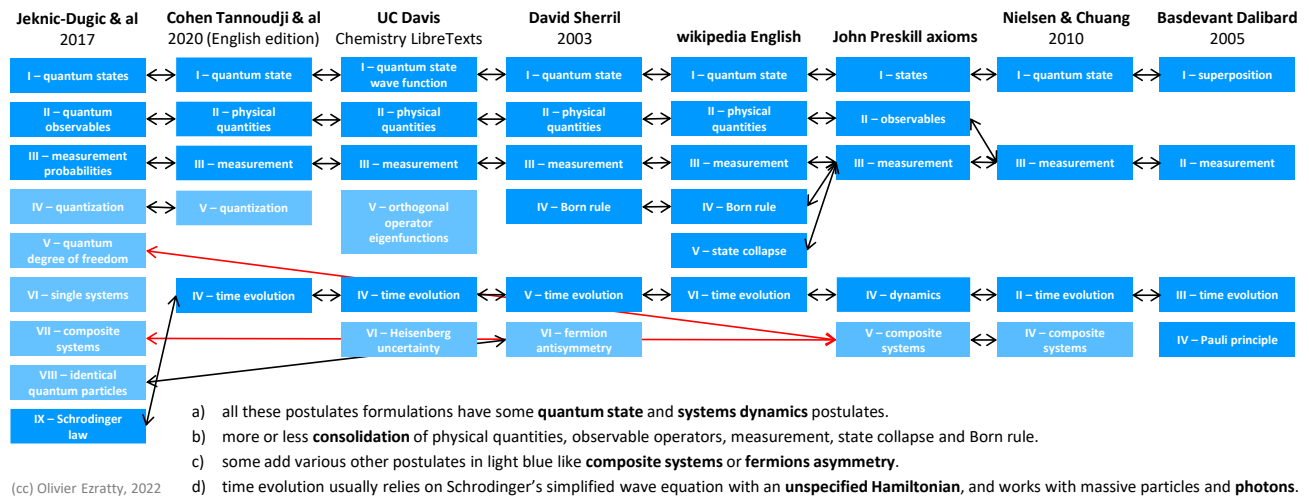 Jeknic-Dugic & al
2017
Cohen Tannoudji & al
2020 (English edition)
UC Davis
Chemistry LibreTexts
David Sherril
2003
wikipedia English
John Preskill axioms
Nielsen & Chuang
2010
Basdevant Dalibard
2005
I – quantum states
I – quantum state
I – quantum state
wave function
I – quantum state
I – quantum state
I – states
I – quantum state
I – superposition
II – quantum
observables
II – physical
quantities
II – physical
quantities
II – physical
quantities
II – physical
quantities
II – observables
III – measurement
probabilities
III – measurement
III – measurement
III – measurement
III – measurement
III – measurement
III – measurement
II – measurement
IV – quantization
V – quantization
V – orthogonal
operator
eigenfunctions
IV – Born rule
IV – Born rule
V – quantum
degree of freedom
V – state collapse
VI – single systems
IV – time evolution
IV – time evolution
V – time evolution
VI – time evolution
IV – dynamics
II – time evolution
III – time evolution
VII – composite
systems
VI – Heisenberg
uncertainty
VI – fermion
antisymmetry
V – composite
systems
IV – composite
systems
IV – Pauli principle
VIII – identical
quantum particles
IX – Schrodinger
law
a) all these postulates formulations have some quantum state and systems dynamics postulates.
b) more or less consolidation of physical quantities, observable operators, measurement, state collapse and Born rule.
c) some add various other postulates in light blue like composite systems or fermions asymmetry.
d) time evolution usually relies on Schrodinger's simplified wave equation with an unspecified Hamiltonian, and works with massive particles and photons.
(cc) Olivier Ezratty, 2022